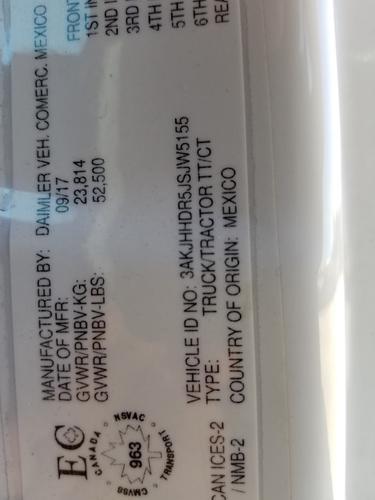 EC
CANADA
NSVAC
963
CMVSS
TRANSPORT
MANUFACTURED BY: DAIMLER VEH. COMERC. MEXICO
DATE OF MFR: 09/17
GVWR/PNBV-KG: 23,814
GVWR/PNBV-LBS: 52,500
VEHICLE ID NO: 3AKJHHDR5JSJW5155
TYPE: TRUCK/TRACTOR TT/CT
COUNTRY OF ORIGIN: MEXICO
CAN ICES-2
/ NMB-2
FRONT
1ST
2ND
3RD
4TH
5TH
6TH